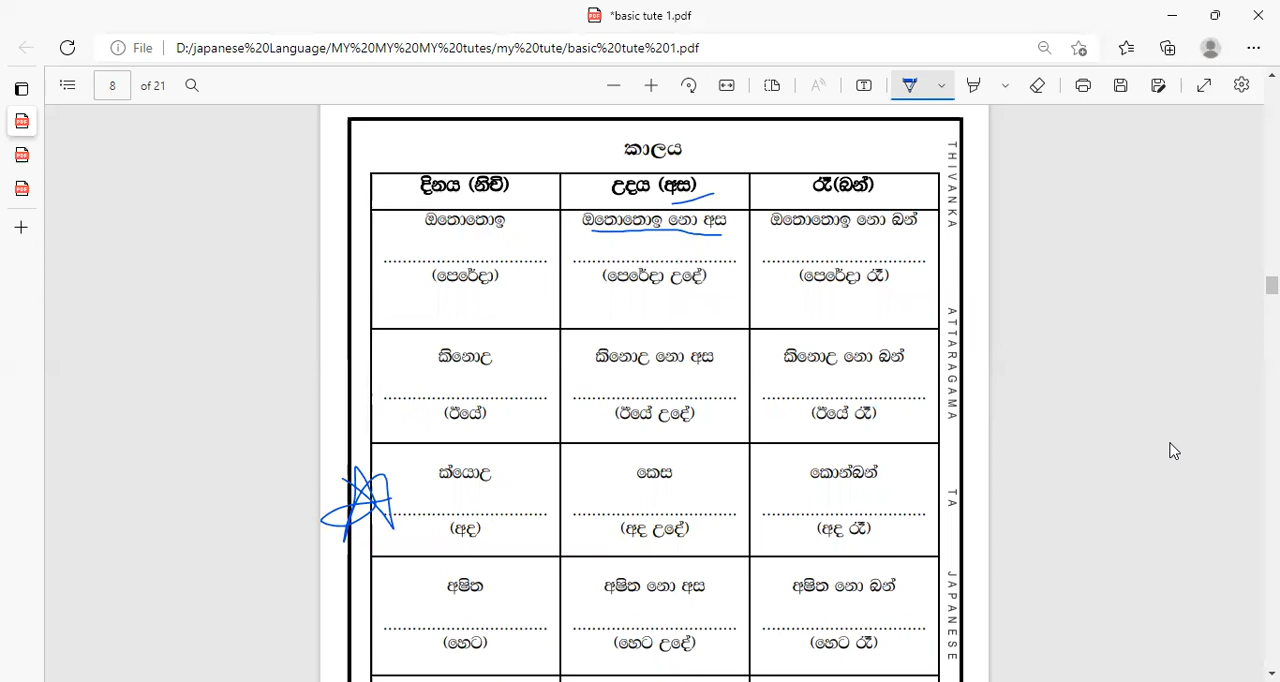 *basic tute 1.pdf
File D:/japanese%20Language/MY%20MY%20MY%20tutes/my%20tute/basic%20tute%201.pdf
8 of 21
කාලය
දිනය (නිචි) උදය (අස) රෑ(බන්)
ඔතොතොඉ ඔතොතොඉ නො අස ඔතොතොඉ නො බන්
(පෙරේදා) (පෙරේදා උදේ) (පෙරේදා රෑ)
කිනොඋ කිනොඋ නො අස කිනොඋ නො බන්
(ඊයේ) (ඊයේ උදේ) (ඊයේ රෑ)
ක්යොඋ කෙස කොන්බන්
(අද) (අද උදේ) (අද රෑ)
අෂිත අෂිත නො අස අෂිත නො බන්
(හෙට) (හෙට උදේ) (හෙට රෑ)
THIVANKA ATTARAGAMA TA JAPANESE